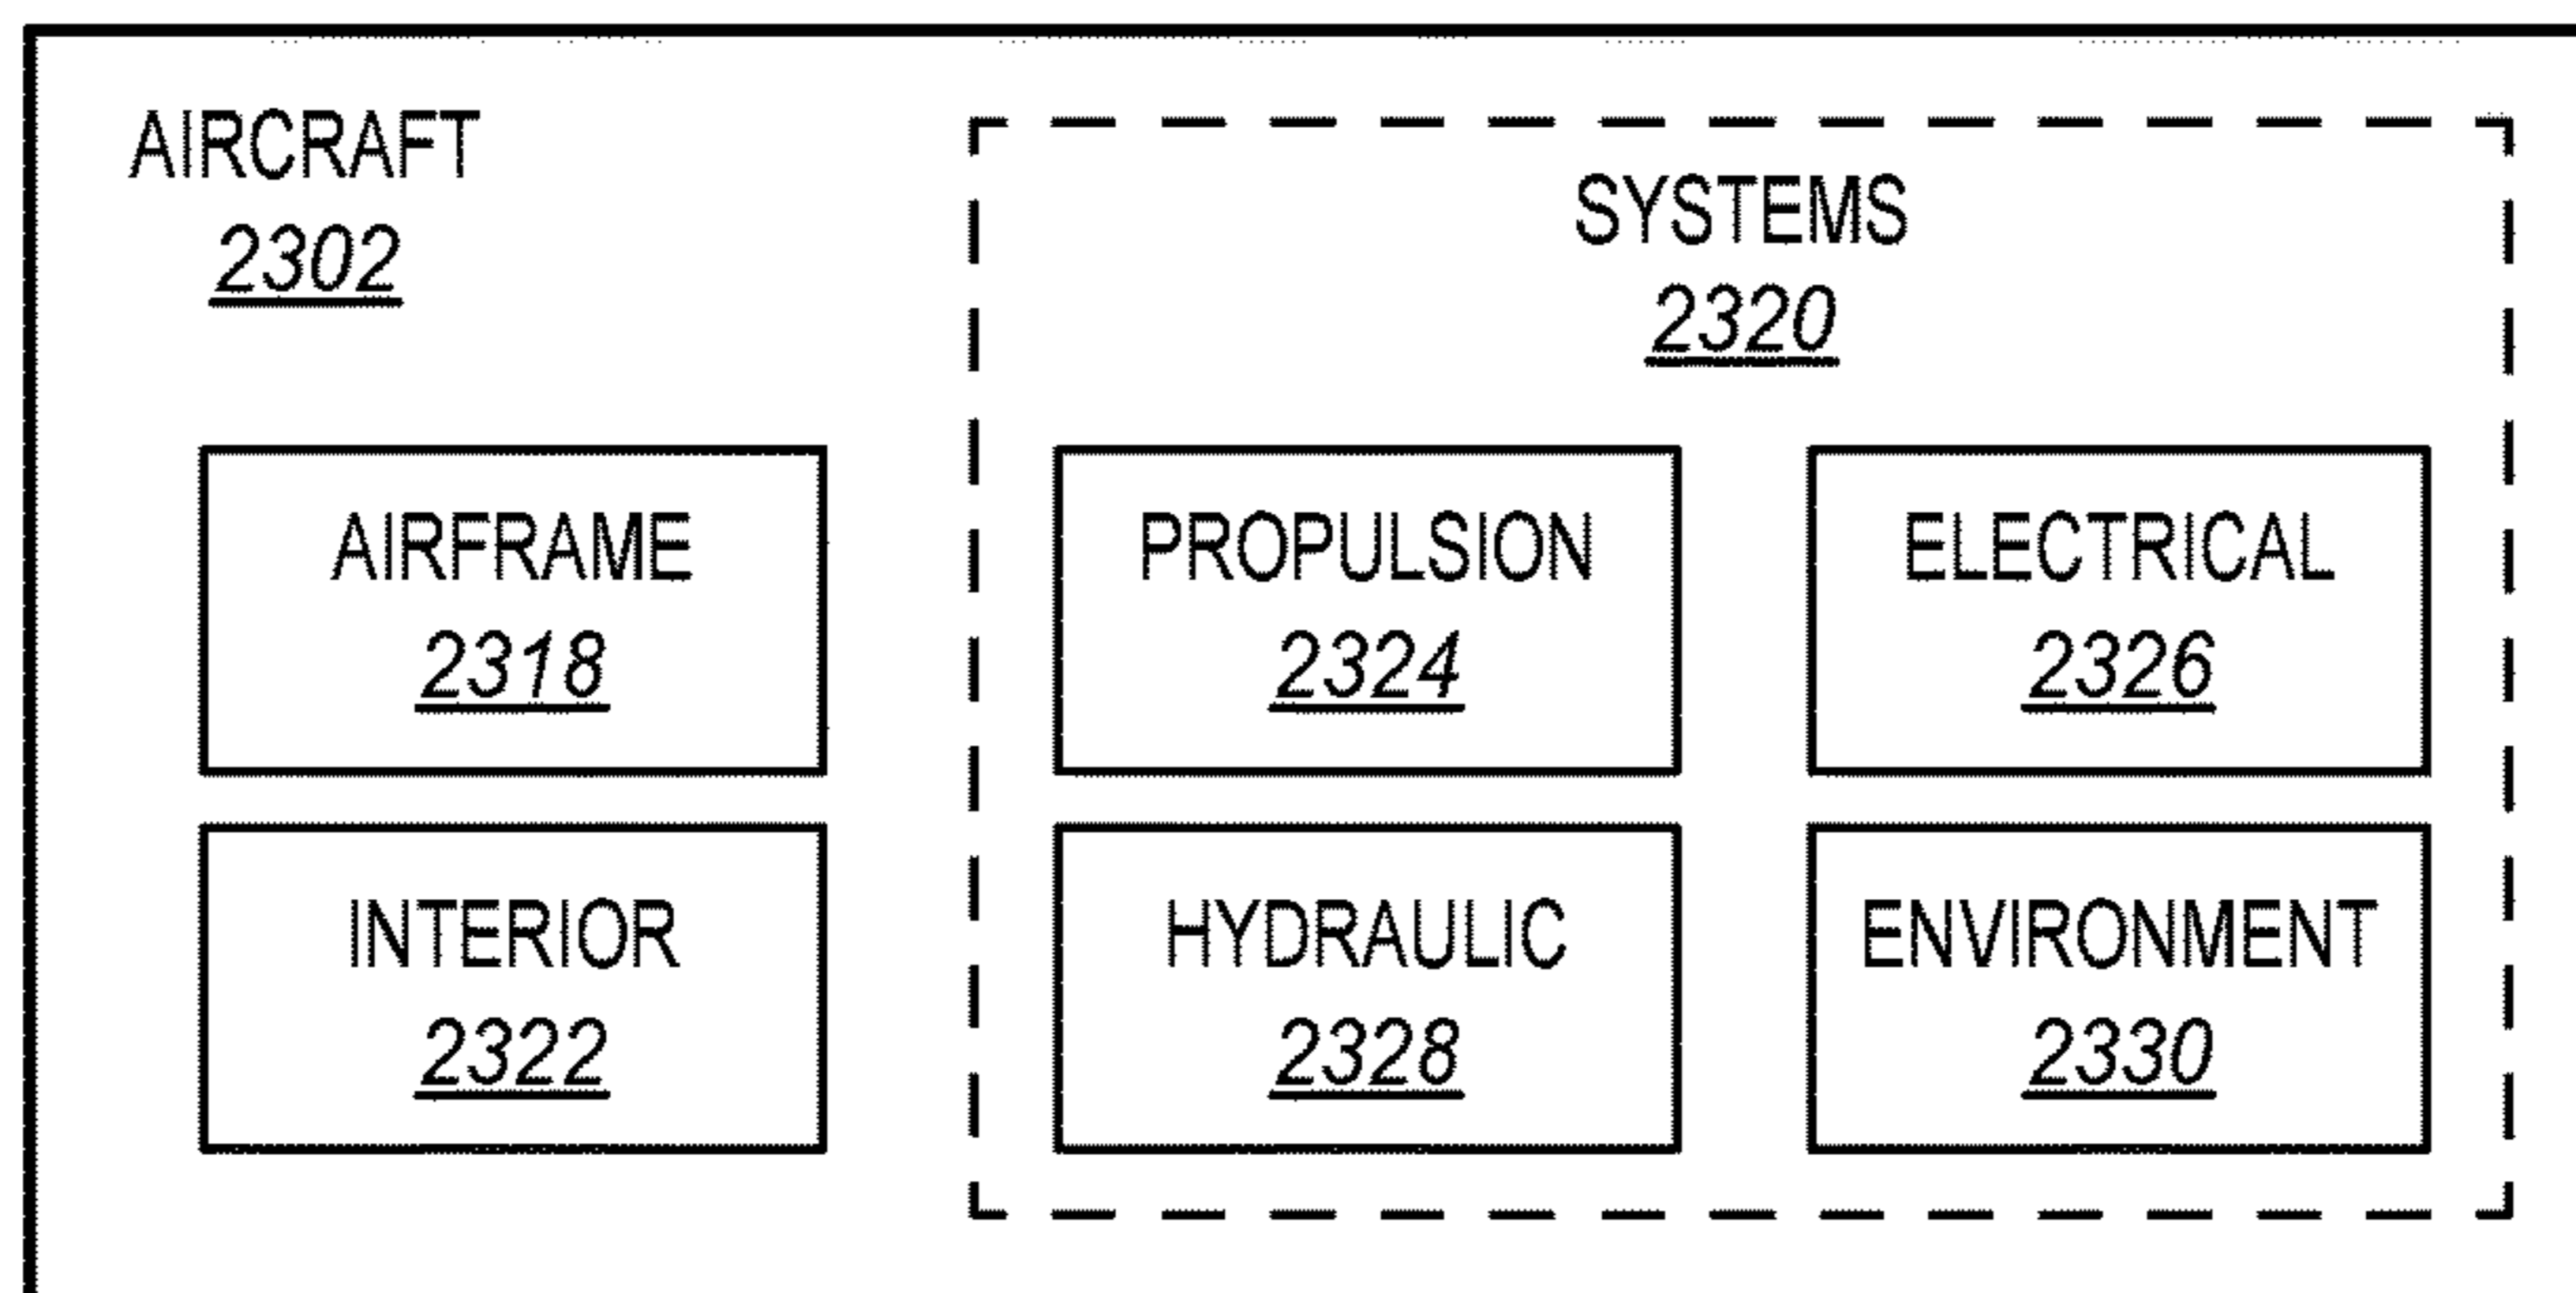 AIRCRAFT
2302
SYSTEMS
2320
AIRFRAME
2318
PROPULSION
2324
ELECTRICAL
2326
INTERIOR
2322
HYDRAULIC
2328
ENVIRONMENT
2330